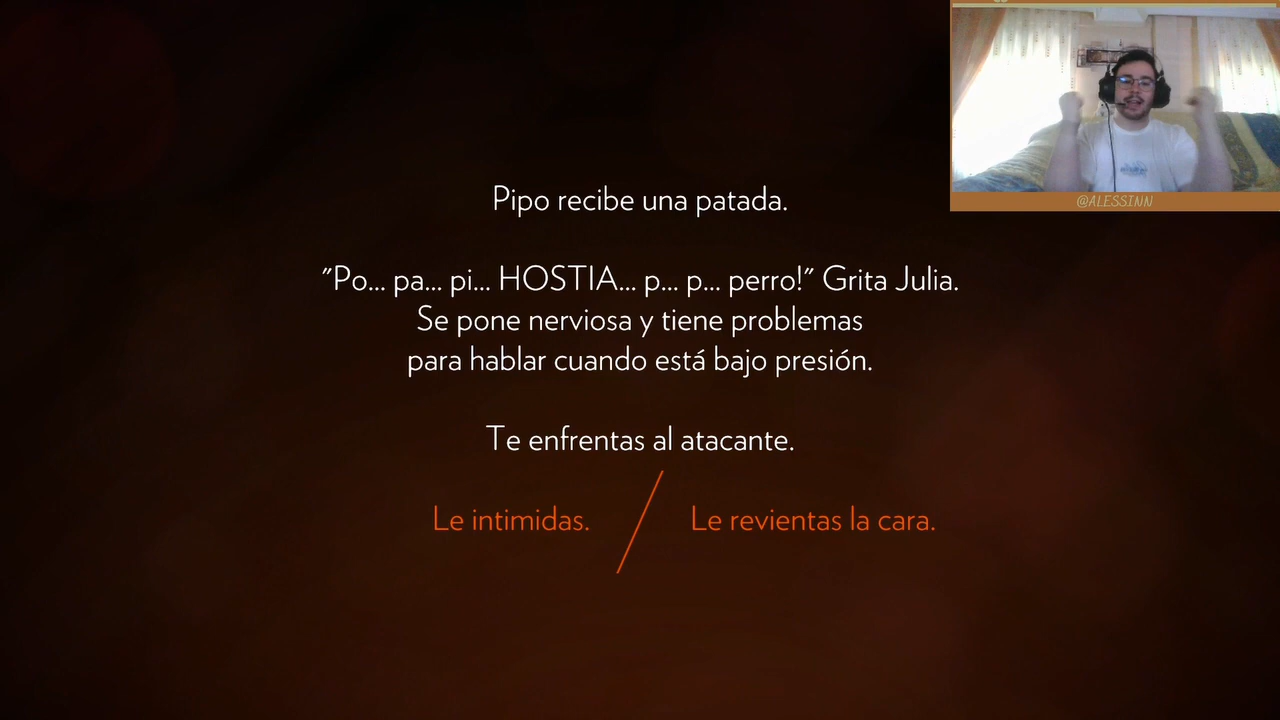 Pipo recibe una patada.
"Po... pa... pi... HOSTIA... p... p... perro!" Grita Julia.
Se pone nerviosa y tiene problemas
para hablar cuando está bajo presión.
Te enfrentas al atacante.
Le intimidas. / Le revientas la cara.
@ALESSINN